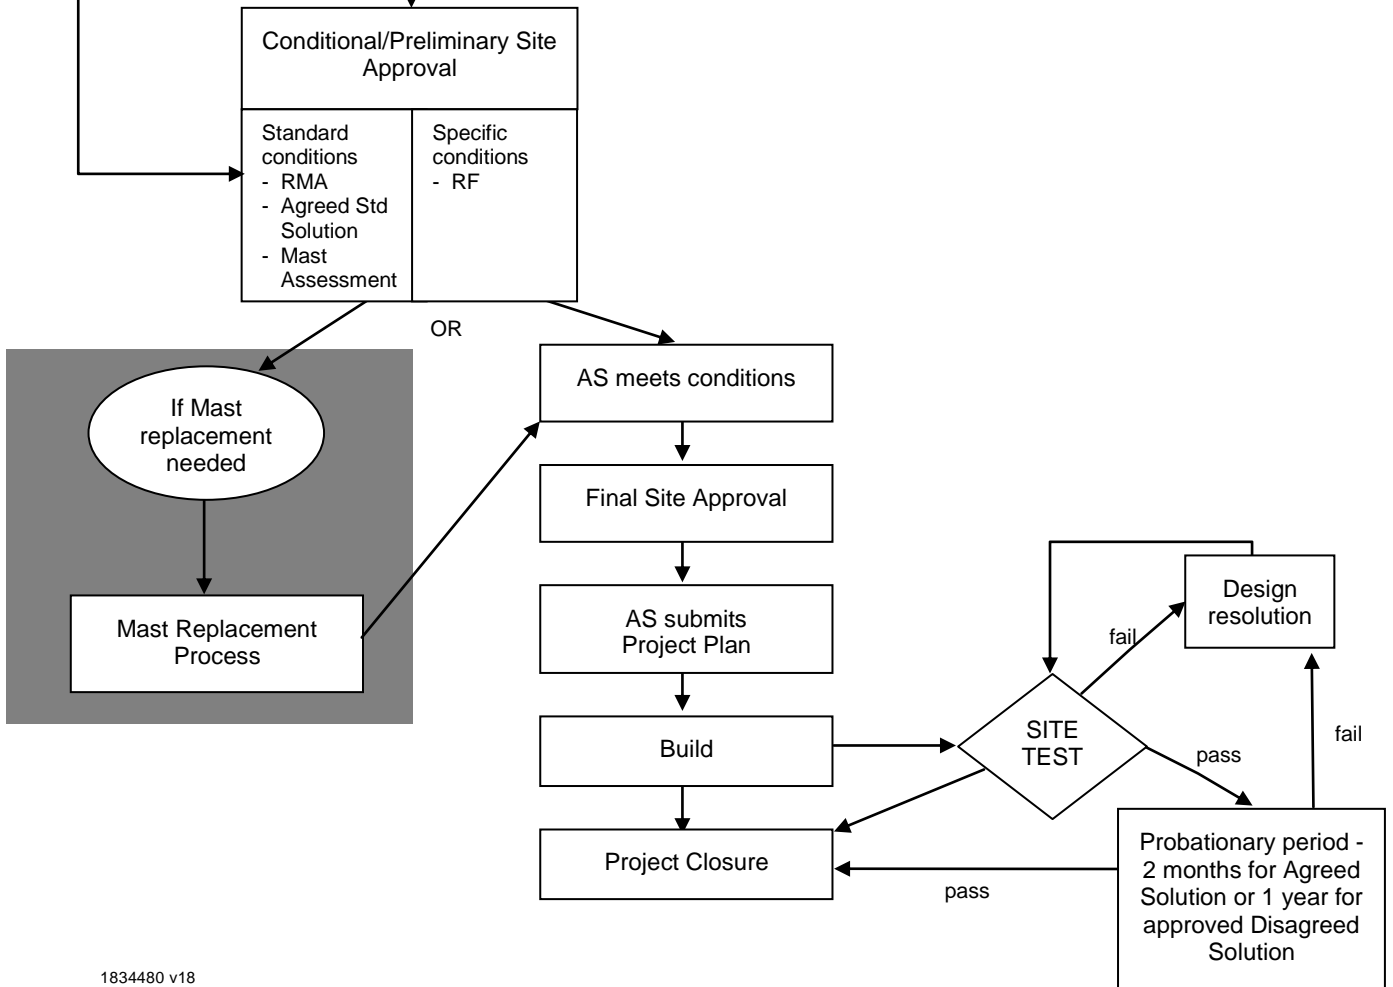 Conditional/Preliminary Site
Approval
Standard
conditions
- RMA
- Agreed Std
Solution
- Mast
Assessment
Specific
conditions
- RF
OR
If Mast
replacement
needed
Mast Replacement
Process
AS meets conditions
Final Site Approval
AS submits
Project Plan
Build
Project Closure
SITE
TEST
fail
Design
resolution
pass
fail
Probationary period -
2 months for Agreed
Solution or 1 year for
approved Disagreed
Solution
pass
1834480 v18